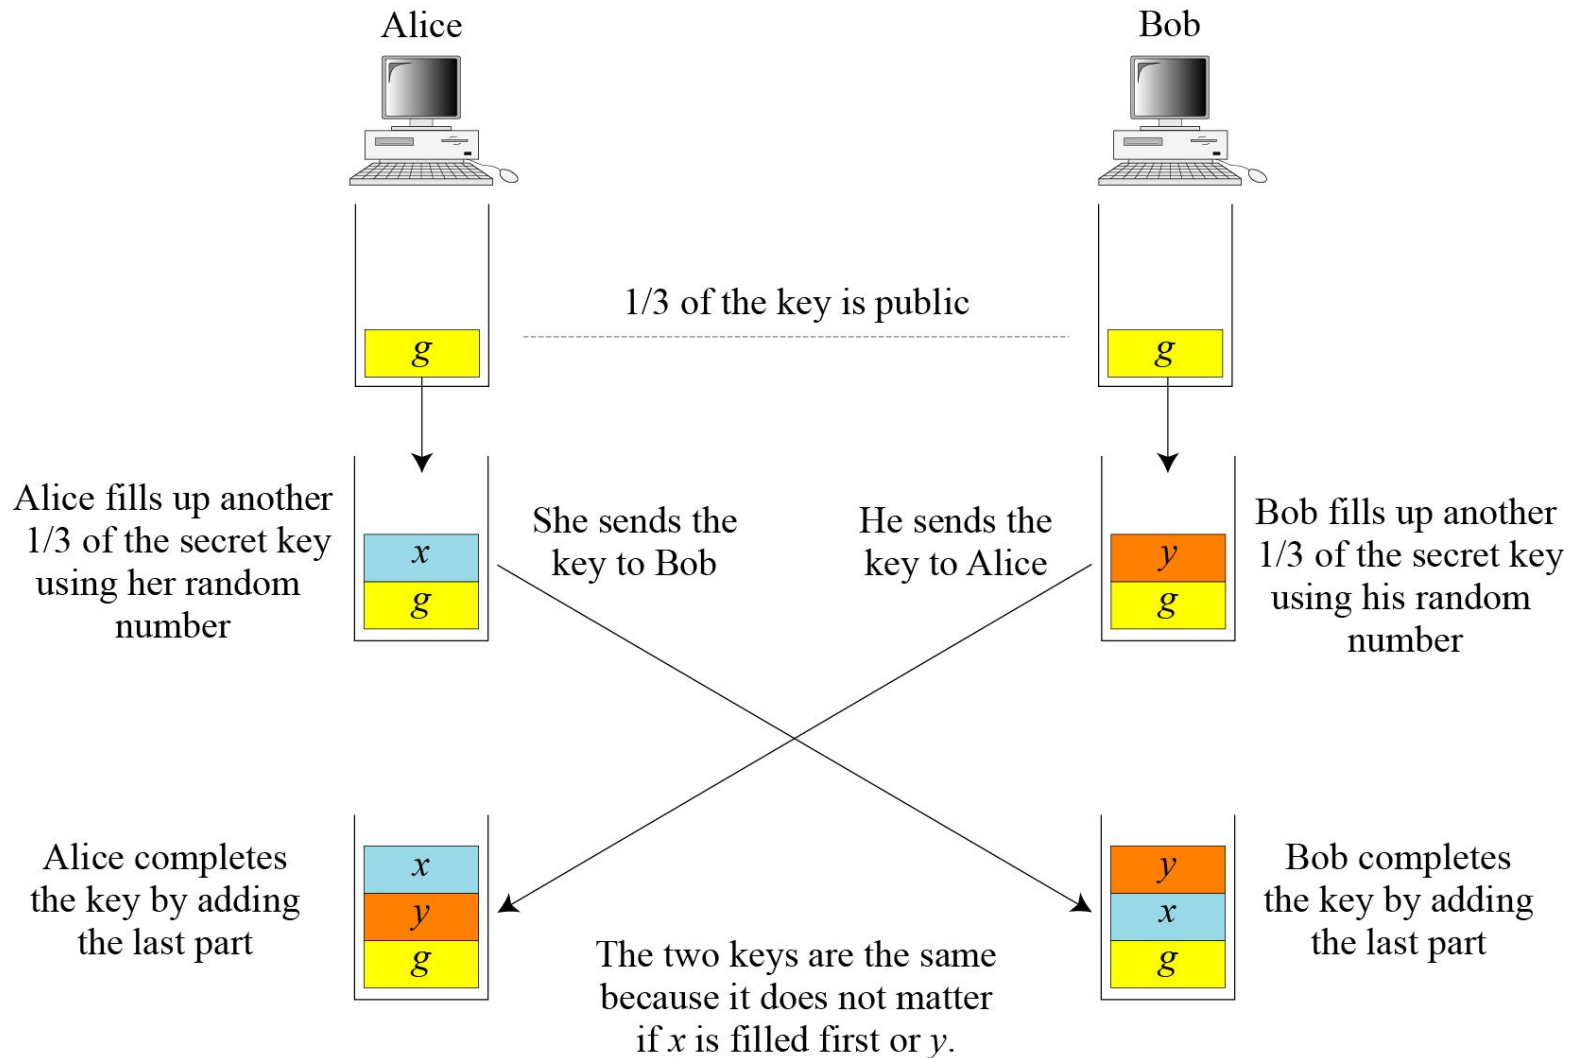 Alice
Bob
1/3 of the key is public
g
g
Alice fills up another
1/3 of the secret key
using her random
number
x
g
She sends the
key to Bob
He sends the
key to Alice
y
g
Bob fills up another
1/3 of the secret key
using his random
number
Alice completes
the key by adding
the last part
x
y
g
The two keys are the same
because it does not matter
if x is filled first or y.
y
x
g
Bob completes
the key by adding
the last part